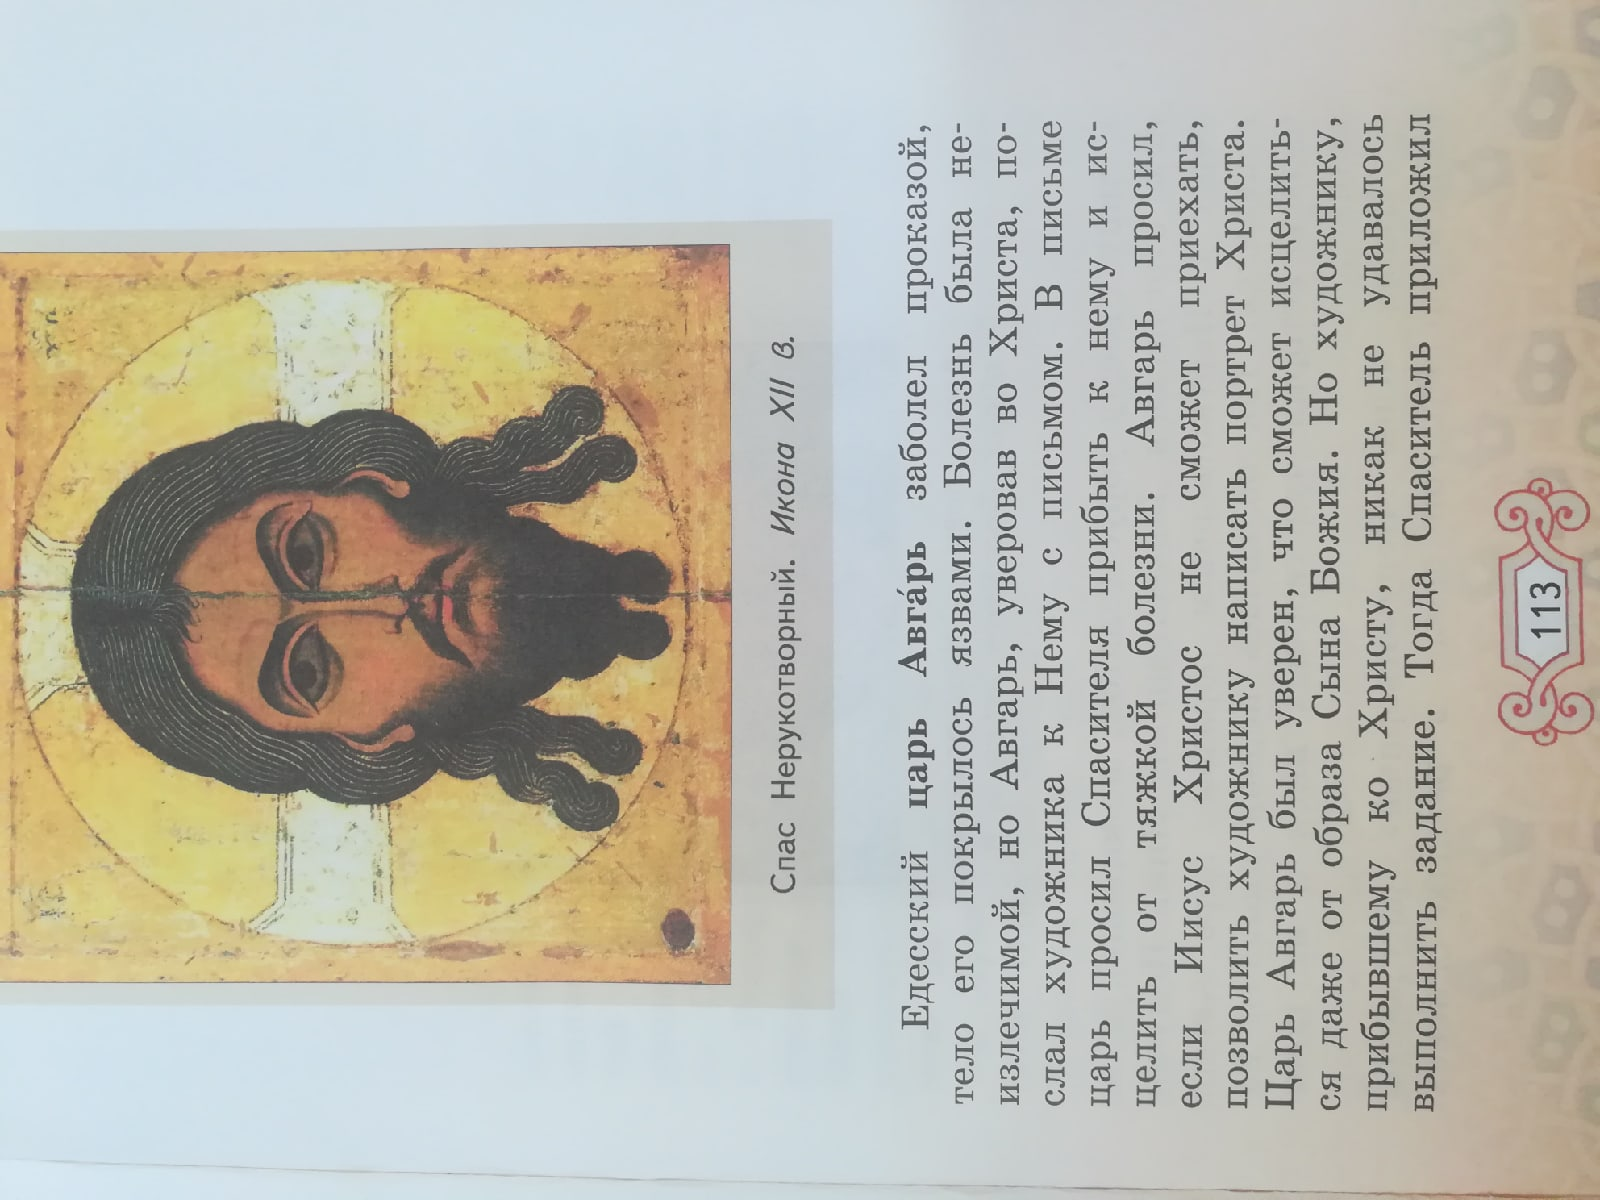 Спас Нерукотворный. Икона XII в.
Едесский царь Авга́рь заболел проказой,
тело его покрылось язвами. Болезнь была не-
излечимой, но Авгарь, уверовав во Христа, по-
слал художника к Нему с письмом. В письме
царь просил Спасителя прибыть к нему и ис-
целить от тяжкой болезни. Авгарь просил,
если Иисус Христос не сможет приехать,
позволить художнику написать портрет Христа.
Царь Авгарь был уверен, что сможет исцелить-
ся даже от образа Сына Божия. Но художнику,
прибывшему ко Христу, никак не удавалось
выполнить задание. Тогда Спаситель приложил
113